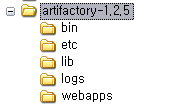 artifactory-1,2,5
bin
etc
lib
logs
webapps